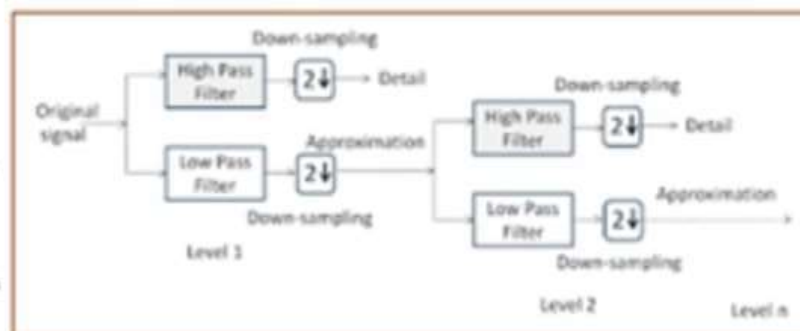 Down-sampling
High Pass
Filter
2↓
Detail
Original
signal
Approximation
Low Pass
Filter
2↓
Down-sampling
Level 1
Down-sampling
High Pass
Filter
2↓
Detail
Low Pass
Filter
2↓
Approximation
Down-sampling
Level 2
Level n